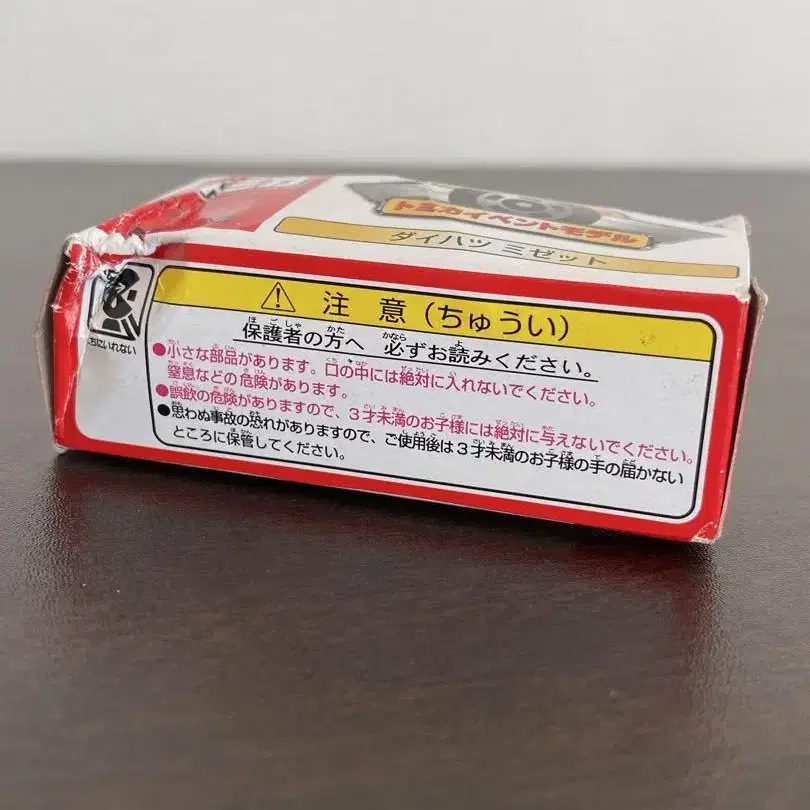 トミカイベントモデル
ダイハツ ミゼット
注 意 (ちゅうい)
保護者の方へ 必ずお読みください。
●小さな部品があります。口の中には絶対に入れないでください。
窒息などの危険があります。
●誤飲の危険がありますので、3才未満のお子様には絶対に与えないでください。
●思わぬ事故の恐れがありますので、ご使用後は3才未満のお子様の手の届かない
ところに保管してください。
ちにいれない